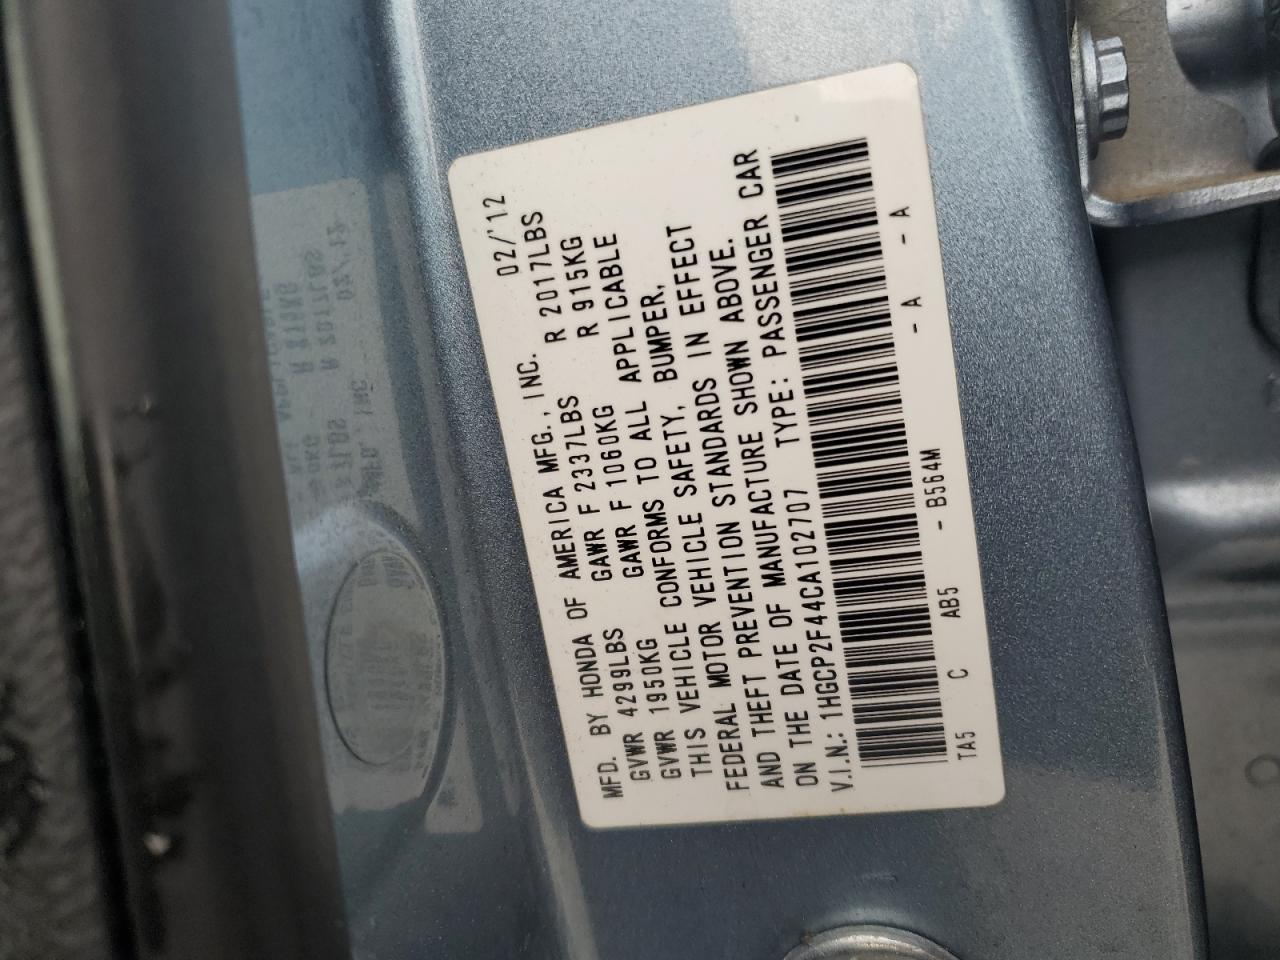 MFD. BY HONDA OF AMERICA MFG., INC. 02/'12
GVWR 4299LBS GAWR F 2337LBS R 2017LBS
GVWR 1950KG GAWR F 1060KG R 915KG
THIS VEHICLE CONFORMS TO ALL APPLICABLE
FEDERAL MOTOR VEHICLE SAFETY, BUMPER,
AND THEFT PREVENTION STANDARDS IN EFFECT
ON THE DATE OF MANUFACTURE SHOWN ABOVE.
V.I.N.: 1HGCP2F44CA102707 TYPE: PASSENGER CAR
TA5 C AB5 - B564M - A - A